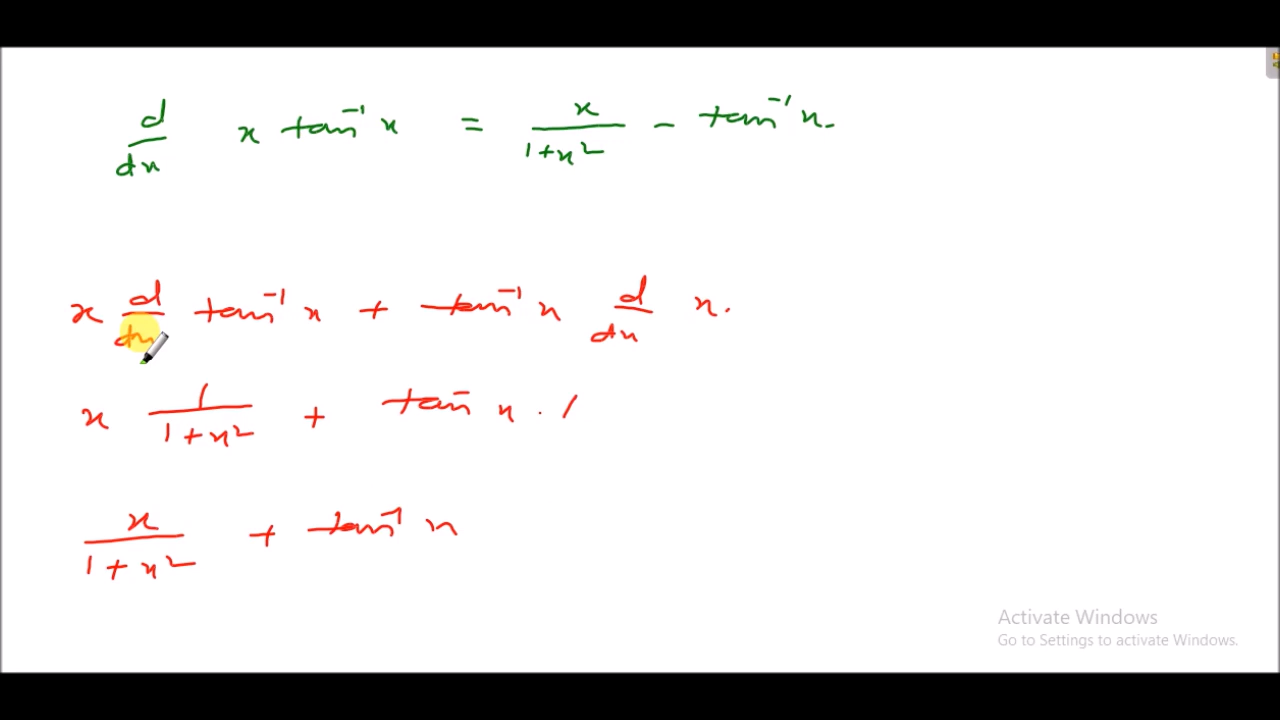 d/dx x tan⁻¹ x = x/(1+x²) - tan⁻¹ x.
x d/dx tan⁻¹ x + tan⁻¹ x d/dx x.
x 1/(1+x²) + tan⁻ x . 1
x/(1+x²) + tan⁻¹ x
Activate Windows
Go to Settings to activate Windows.